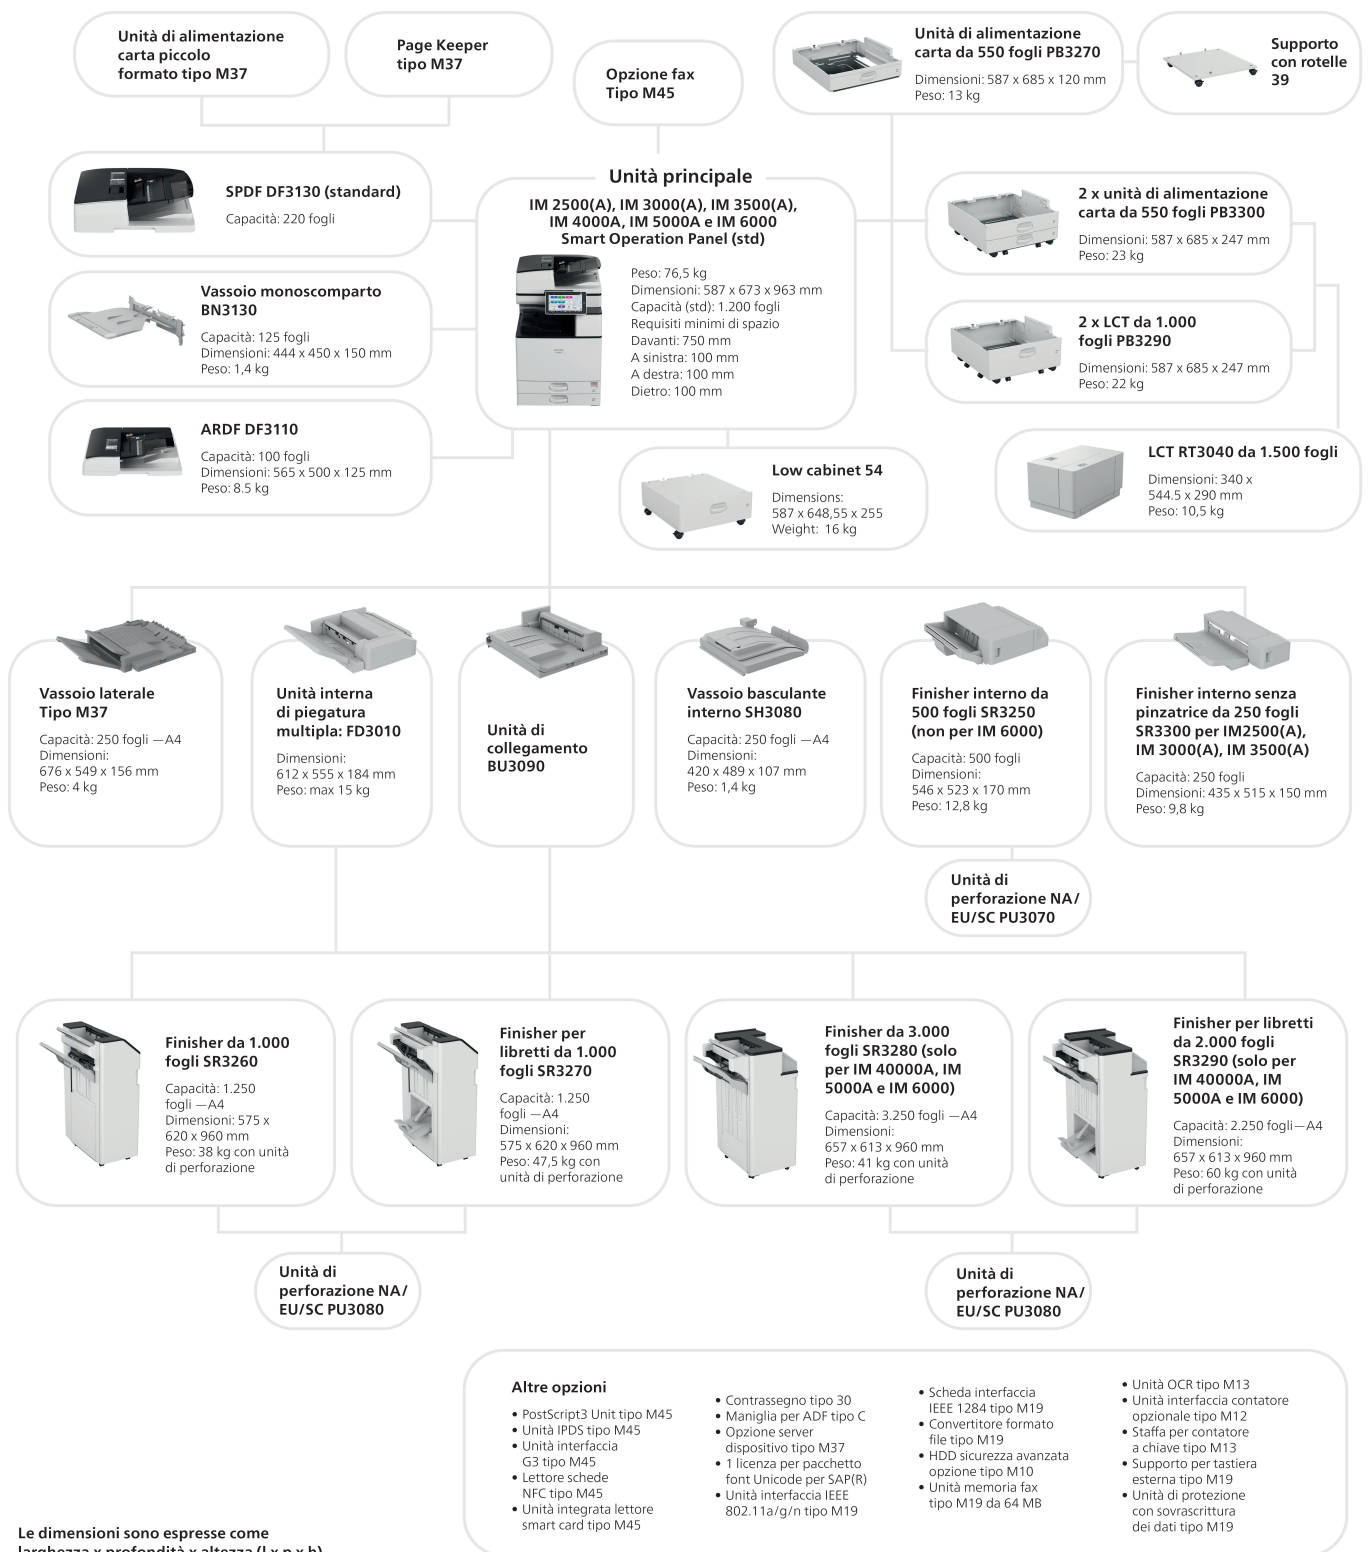 Unità di alimentazione
carta piccolo
formato tipo M37
Page Keeper
tipo M37
Opzione fax
Tipo M45
Unità di alimentazione
carta da 550 fogli PB3270
Dimensioni: 587 x 685 x 120 mm
Peso: 13 kg
Supporto
con rotelle
39
SPDF DF3130 (standard)
Capacità: 220 fogli
Vassoio monoscomparto
BN3130
Capacità: 125 fogli
Dimensioni: 444 x 450 x 150 mm
Peso: 1,4 kg
ARDF DF3110
Capacità: 100 fogli
Dimensioni: 565 x 500 x 125 mm
Peso: 8.5 kg
Unità principale
IM 2500(A), IM 3000(A), IM 3500(A),
IM 4000A, IM 5000A e IM 6000
Smart Operation Panel (std)
Peso: 76,5 kg
Dimensioni: 587 x 673 x 963 mm
Capacità (std): 1.200 fogli
Requisiti minimi di spazio
Davanti: 750 mm
A sinistra: 100 mm
A destra: 100 mm
Dietro: 100 mm
2 x unità di alimentazione
carta da 550 fogli PB3300
Dimensioni: 587 x 685 x 247 mm
Peso: 23 kg
2 x LCT da 1.000
fogli PB3290
Dimensioni: 587 x 685 x 247 mm
Peso: 22 kg
Low cabinet 54
Dimensions:
587 x 648,55 x 255
Weight: 16 kg
LCT RT3040 da 1.500 fogli
Dimensioni: 340 x
544.5 x 290 mm
Peso: 10,5 kg
Vassoio laterale
Tipo M37
Capacità: 250 fogli —A4
Dimensioni:
676 x 549 x 156 mm
Peso: 4 kg
Unità interna
di piegatura
multipla: FD3010
Dimensioni:
612 x 555 x 184 mm
Peso: max 15 kg
Unità di
collegamento
BU3090
Vassoio basculante
interno SH3080
Capacità: 250 fogli —A4
Dimensioni:
420 x 489 x 107 mm
Peso: 1,4 kg
Finisher interno da
500 fogli SR3250
(non per IM 6000)
Capacità: 500 fogli
Dimensioni:
546 x 523 x 170 mm
Peso: 12,8 kg
Finisher interno senza
pinzatrice da 250 fogli
SR3300 per IM2500(A),
IM 3000(A), IM 3500(A)
Capacità: 250 fogli
Dimensioni: 435 x 515 x 150 mm
Peso: 9,8 kg
Unità di
perforazione NA/
EU/SC PU3070
Finisher da 1.000
fogli SR3260
Capacità: 1.250
fogli —A4
Dimensioni: 575 x
620 x 960 mm
Peso: 38 kg con unità
di perforazione
Finisher per
libretti da 1.000
fogli SR3270
Capacità: 1.250
fogli —A4
Dimensioni:
575 x 620 x 960 mm
Peso: 47,5 kg con
unità di perforazione
Finisher da 3.000
fogli SR3280 (solo
per IM 40000A, IM
5000A e IM 6000)
Capacità: 3.250 fogli —A4
Dimensioni:
657 x 613 x 960 mm
Peso: 41 kg con unità
di perforazione
Finisher per libretti
da 2.000 fogli
SR3290 (solo per
IM 40000A, IM
5000A e IM 6000)
Capacità: 2.250 fogli—A4
Dimensioni:
657 x 613 x 960 mm
Peso: 60 kg con unità
di perforazione
Unità di
perforazione NA/
EU/SC PU3080
Unità di
perforazione NA/
EU/SC PU3080
Altre opzioni
• PostScript3 Unit tipo M45
• Unità IPDS tipo M45
• Unità interfaccia
G3 tipo M45
• Lettore schede
NFC tipo M45
• Unità integrata lettore
smart card tipo M45
• Contrassegno tipo 30
• Maniglia per ADF tipo C
• Opzione server
dispositivo tipo M37
• 1 licenza per pacchetto
font Unicode per SAP(R)
• Unità interfaccia IEEE
802.11a/g/n tipo M19
• Scheda interfaccia
IEEE 1284 tipo M19
• Convertitore formato
file tipo M19
• HDD sicurezza avanzata
opzione tipo M10
• Unità memoria fax
tipo M19 da 64 MB
• Unità OCR tipo M13
• Unità interfaccia contatore
opzionale tipo M12
• Staffa per contatore
a chiave tipo M13
• Supporto per tastiera
esterna tipo M19
• Unità di protezione
con sovrascrittura
dei dati tipo M19
Le dimensioni sono espresse come
larghezza x profondità x altezza (l x p x h)